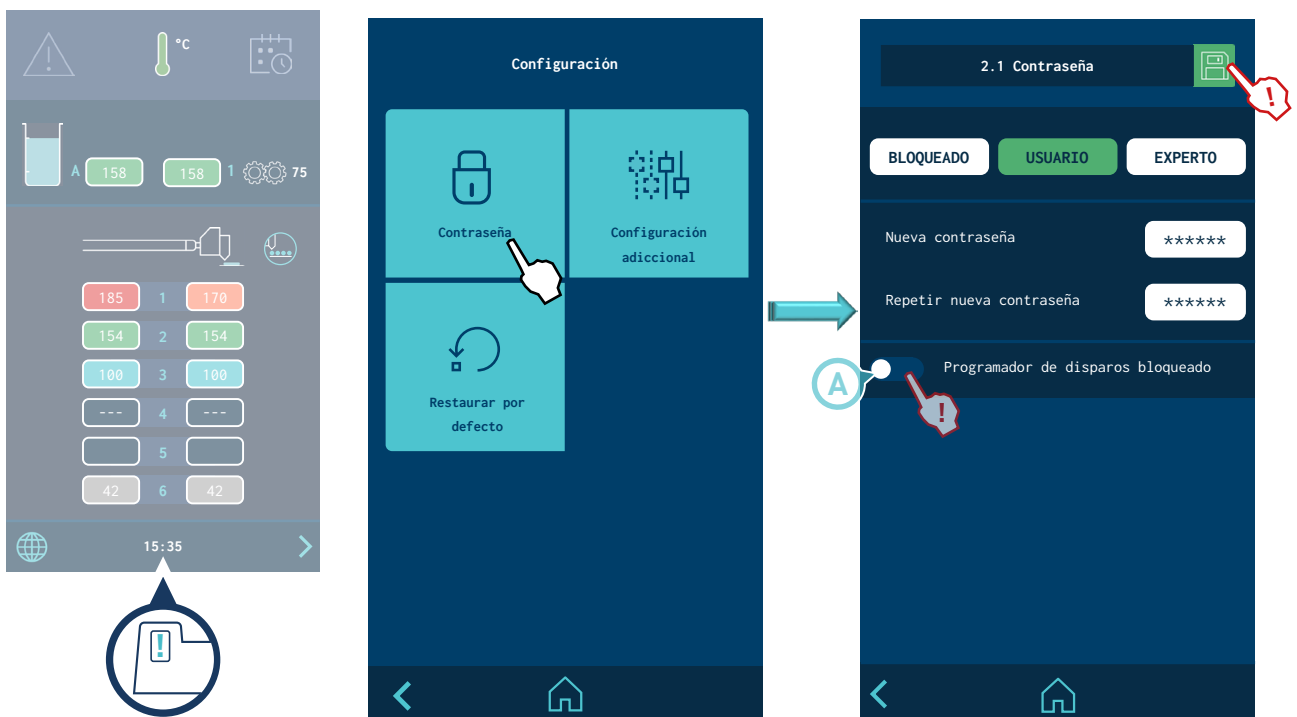 °C
A 158 158 1 75
185 1 170
154 2 154
100 3 100
--- 4 ---
5
42 6 42
15:35
!
Configuración
Contraseña
Configuración
adiccional
Restaurar por
defecto
2.1 Contraseña
!
BLOQUEADO USUARIO EXPERTO
Nueva contraseña ******
Repetir nueva contraseña ******
A Programador de disparos bloqueado
!